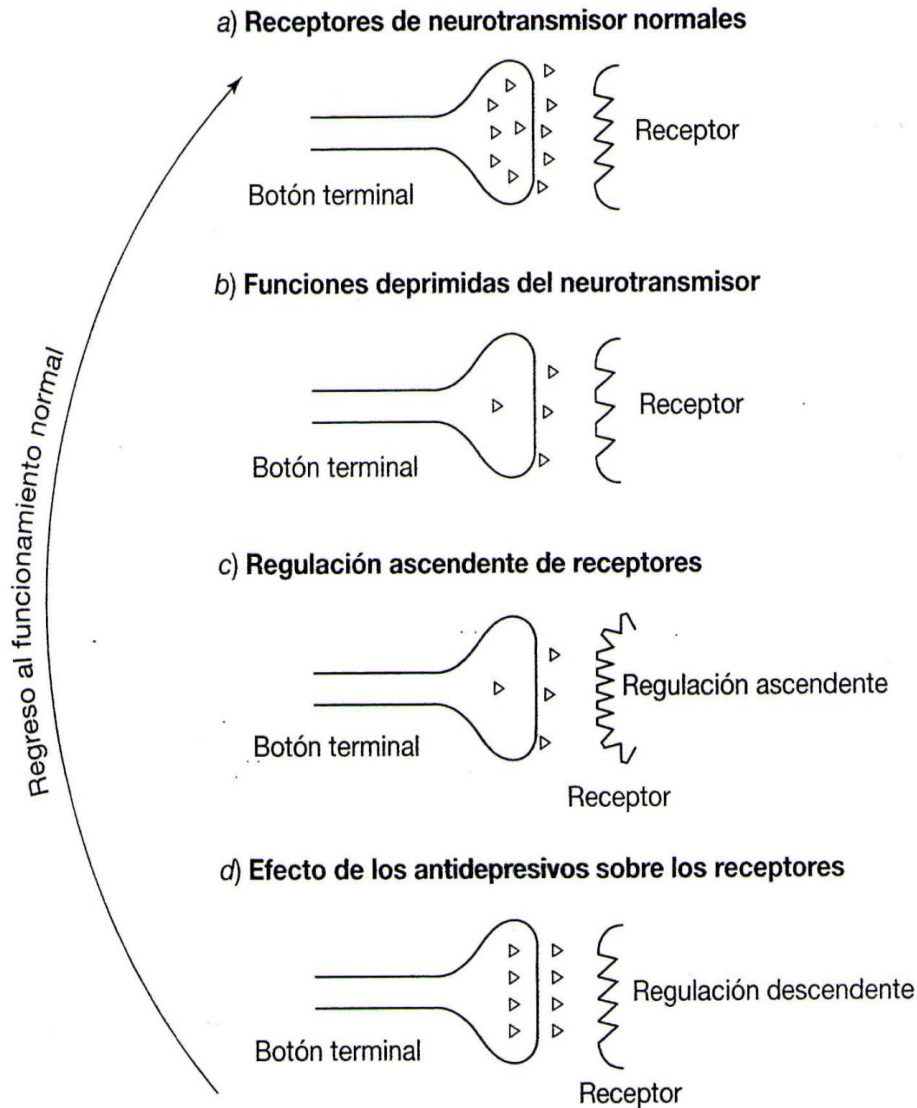 a) Receptores de neurotransmisor normales
Receptor
Botón terminal
b) Funciones deprimidas del neurotransmisor
Receptor
Botón terminal
c) Regulación ascendente de receptores
Regulación ascendente
Botón terminal
Receptor
d) Efecto de los antidepresivos sobre los receptores
Regulación descendente
Botón terminal
Receptor
Regreso al funcionamiento normal